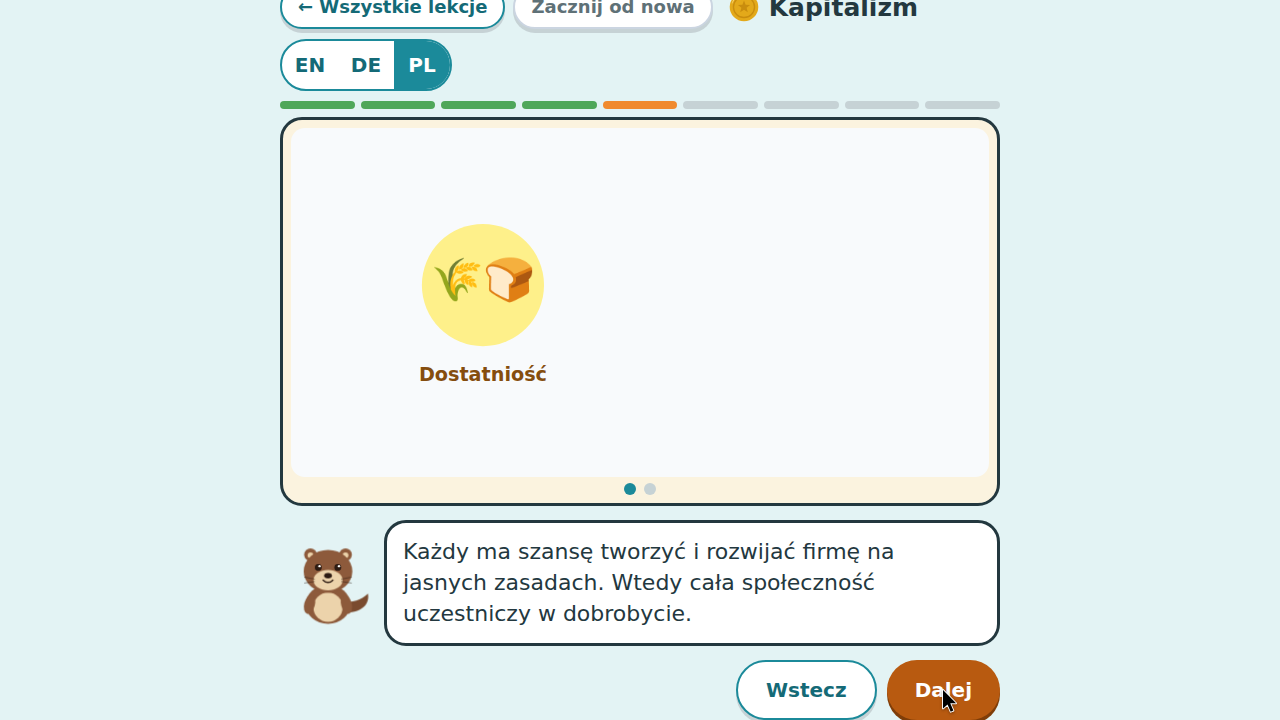 ← Wszystkie lekcje
Zacznij od nowa
Kapitalizm
EN DE PL
Dostatniość
Każdy ma szansę tworzyć i rozwijać firmę na
jasnych zasadach. Wtedy cała społeczność
uczestniczy w dobrobycie.
Wstecz
Dalej